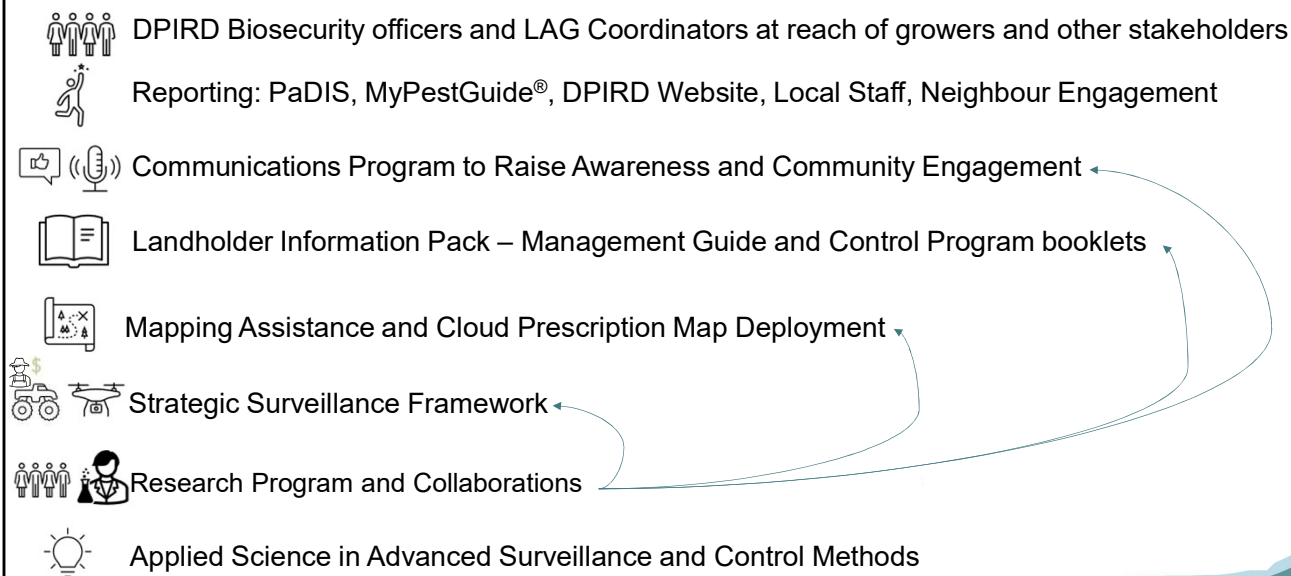 DPIRD Biosecurity officers and LAG Coordinators at reach of growers and other stakeholders
Reporting: PaDIS, MyPestGuide®, DPIRD Website, Local Staff, Neighbour Engagement
Communications Program to Raise Awareness and Community Engagement
Landholder Information Pack – Management Guide and Control Program booklets
Mapping Assistance and Cloud Prescription Map Deployment
$
Strategic Surveillance Framework
Research Program and Collaborations
Applied Science in Advanced Surveillance and Control Methods